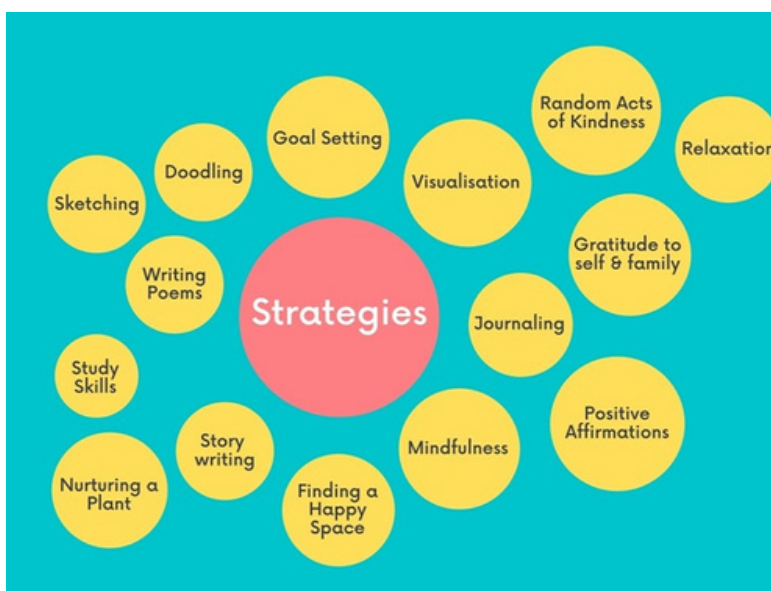 Random Acts
of Kindness
Goal Setting
Relaxation
Doodling
Visualisation
Sketching
Gratitude to
self & family
Writing
Poems
Strategies
Journaling
Study
Skills
Positive
Affirmations
Story
writing
Mindfulness
Nurturing a
Plant
Finding a
Happy
Space